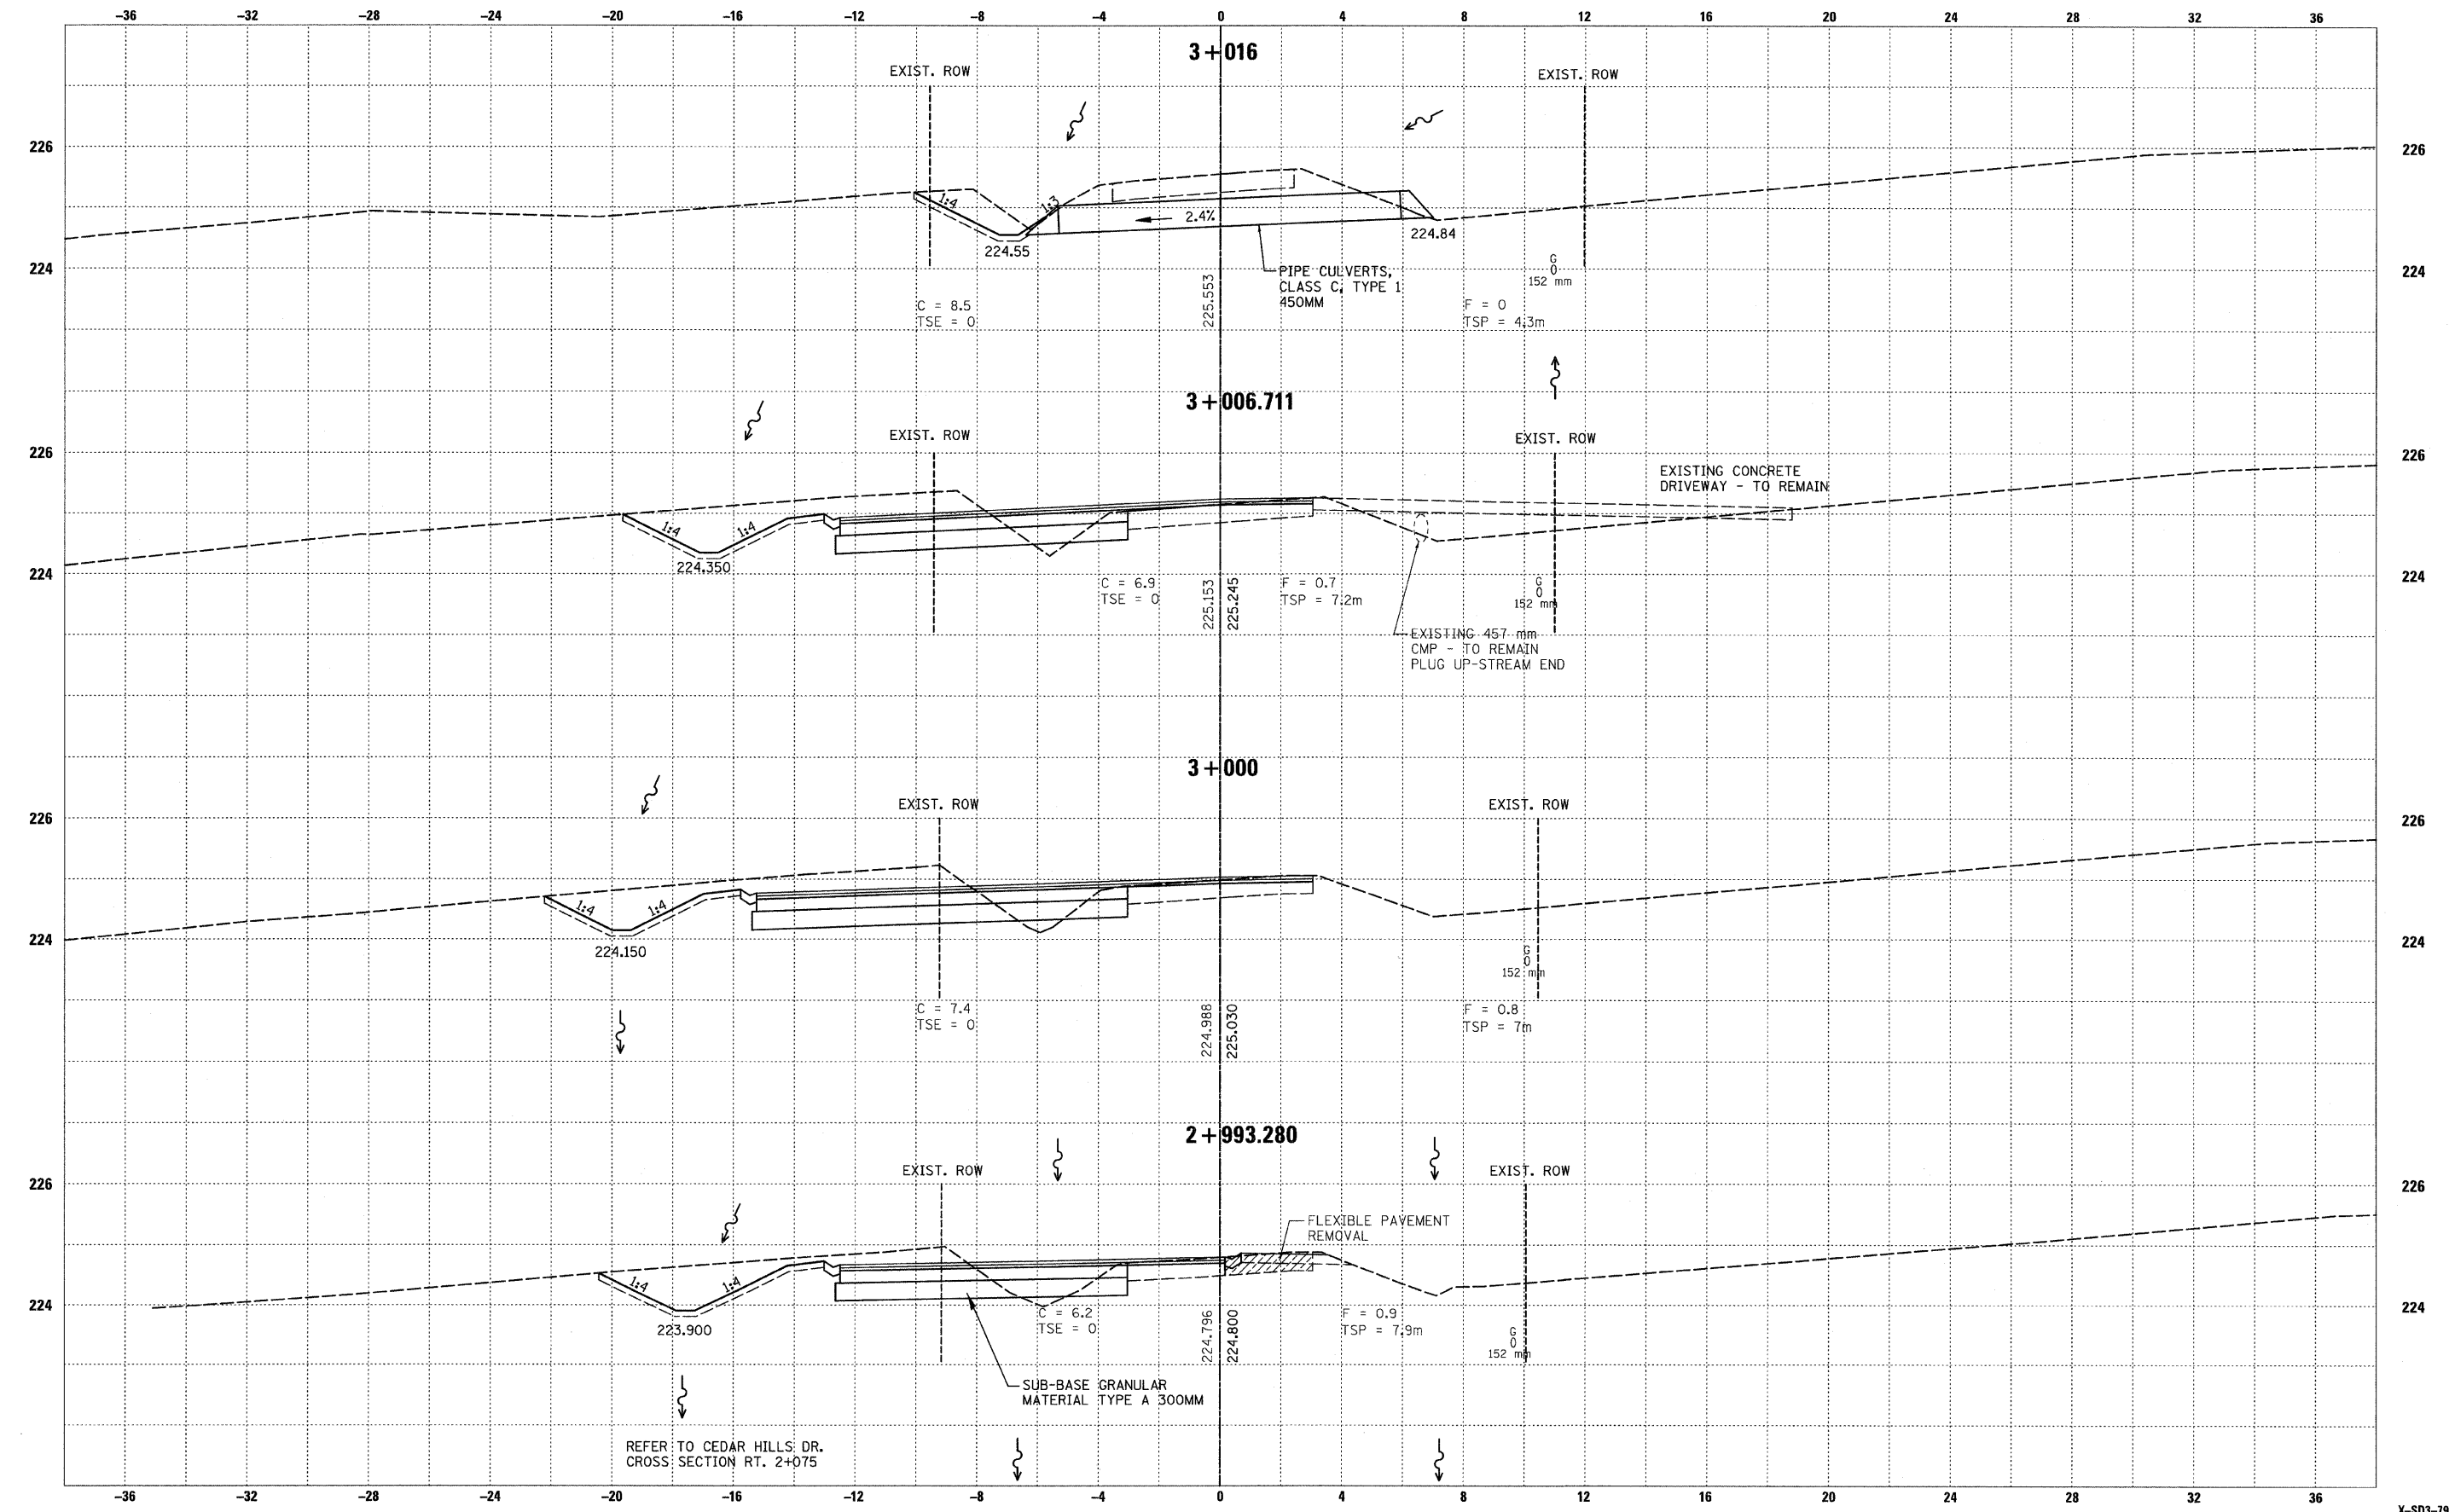 -36 -32 -28 -24 -20 -16 -12 -8 -4 0 4 8 12 16 20 24 28 32 36
3+016
EXIST. ROW
EXIST. ROW
226
226
1:4
1:3
2.4%
224.55
224.84
224
224
PIPE CULVERTS,
CLASS C, TYPE 1
450MM
G
0
152 mm
225.553
C = 8.5
TSE = 0
F = 0
TSP = 4.3m
3+006.711
EXIST. ROW
EXIST. ROW
226
226
EXISTING CONCRETE
DRIVEWAY - TO REMAIN
1:4
1:4
224.350
224
224
C = 6.9
TSE = 0
225.153
225.245
F = 0.7
TSP = 7.2m
G
0
152 mm
EXISTING 457 mm
CMP - TO REMAIN
PLUG UP-STREAM END
3+000
EXIST. ROW
EXIST. ROW
226
226
1:4
1:4
224.150
224
224
G
0
152 mm
C = 7.4
TSE = 0
224.988
225.030
F = 0.8
TSP = 7m
2+993.280
EXIST. ROW
EXIST. ROW
226
226
FLEXIBLE PAVEMENT
REMOVAL
1:4
1:4
223.900
224
224
C = 6.2
TSE = 0
224.796
224.800
F = 0.9
TSP = 7.9m
G
0
152 mm
SUB-BASE GRANULAR
MATERIAL TYPE A 300MM
REFER TO CEDAR HILLS DR.
CROSS SECTION RT. 2+075
-36 -32 -28 -24 -20 -16 -12 -8 -4 0 4 8 12 16 20 24 28 32 36
X-SD3-79